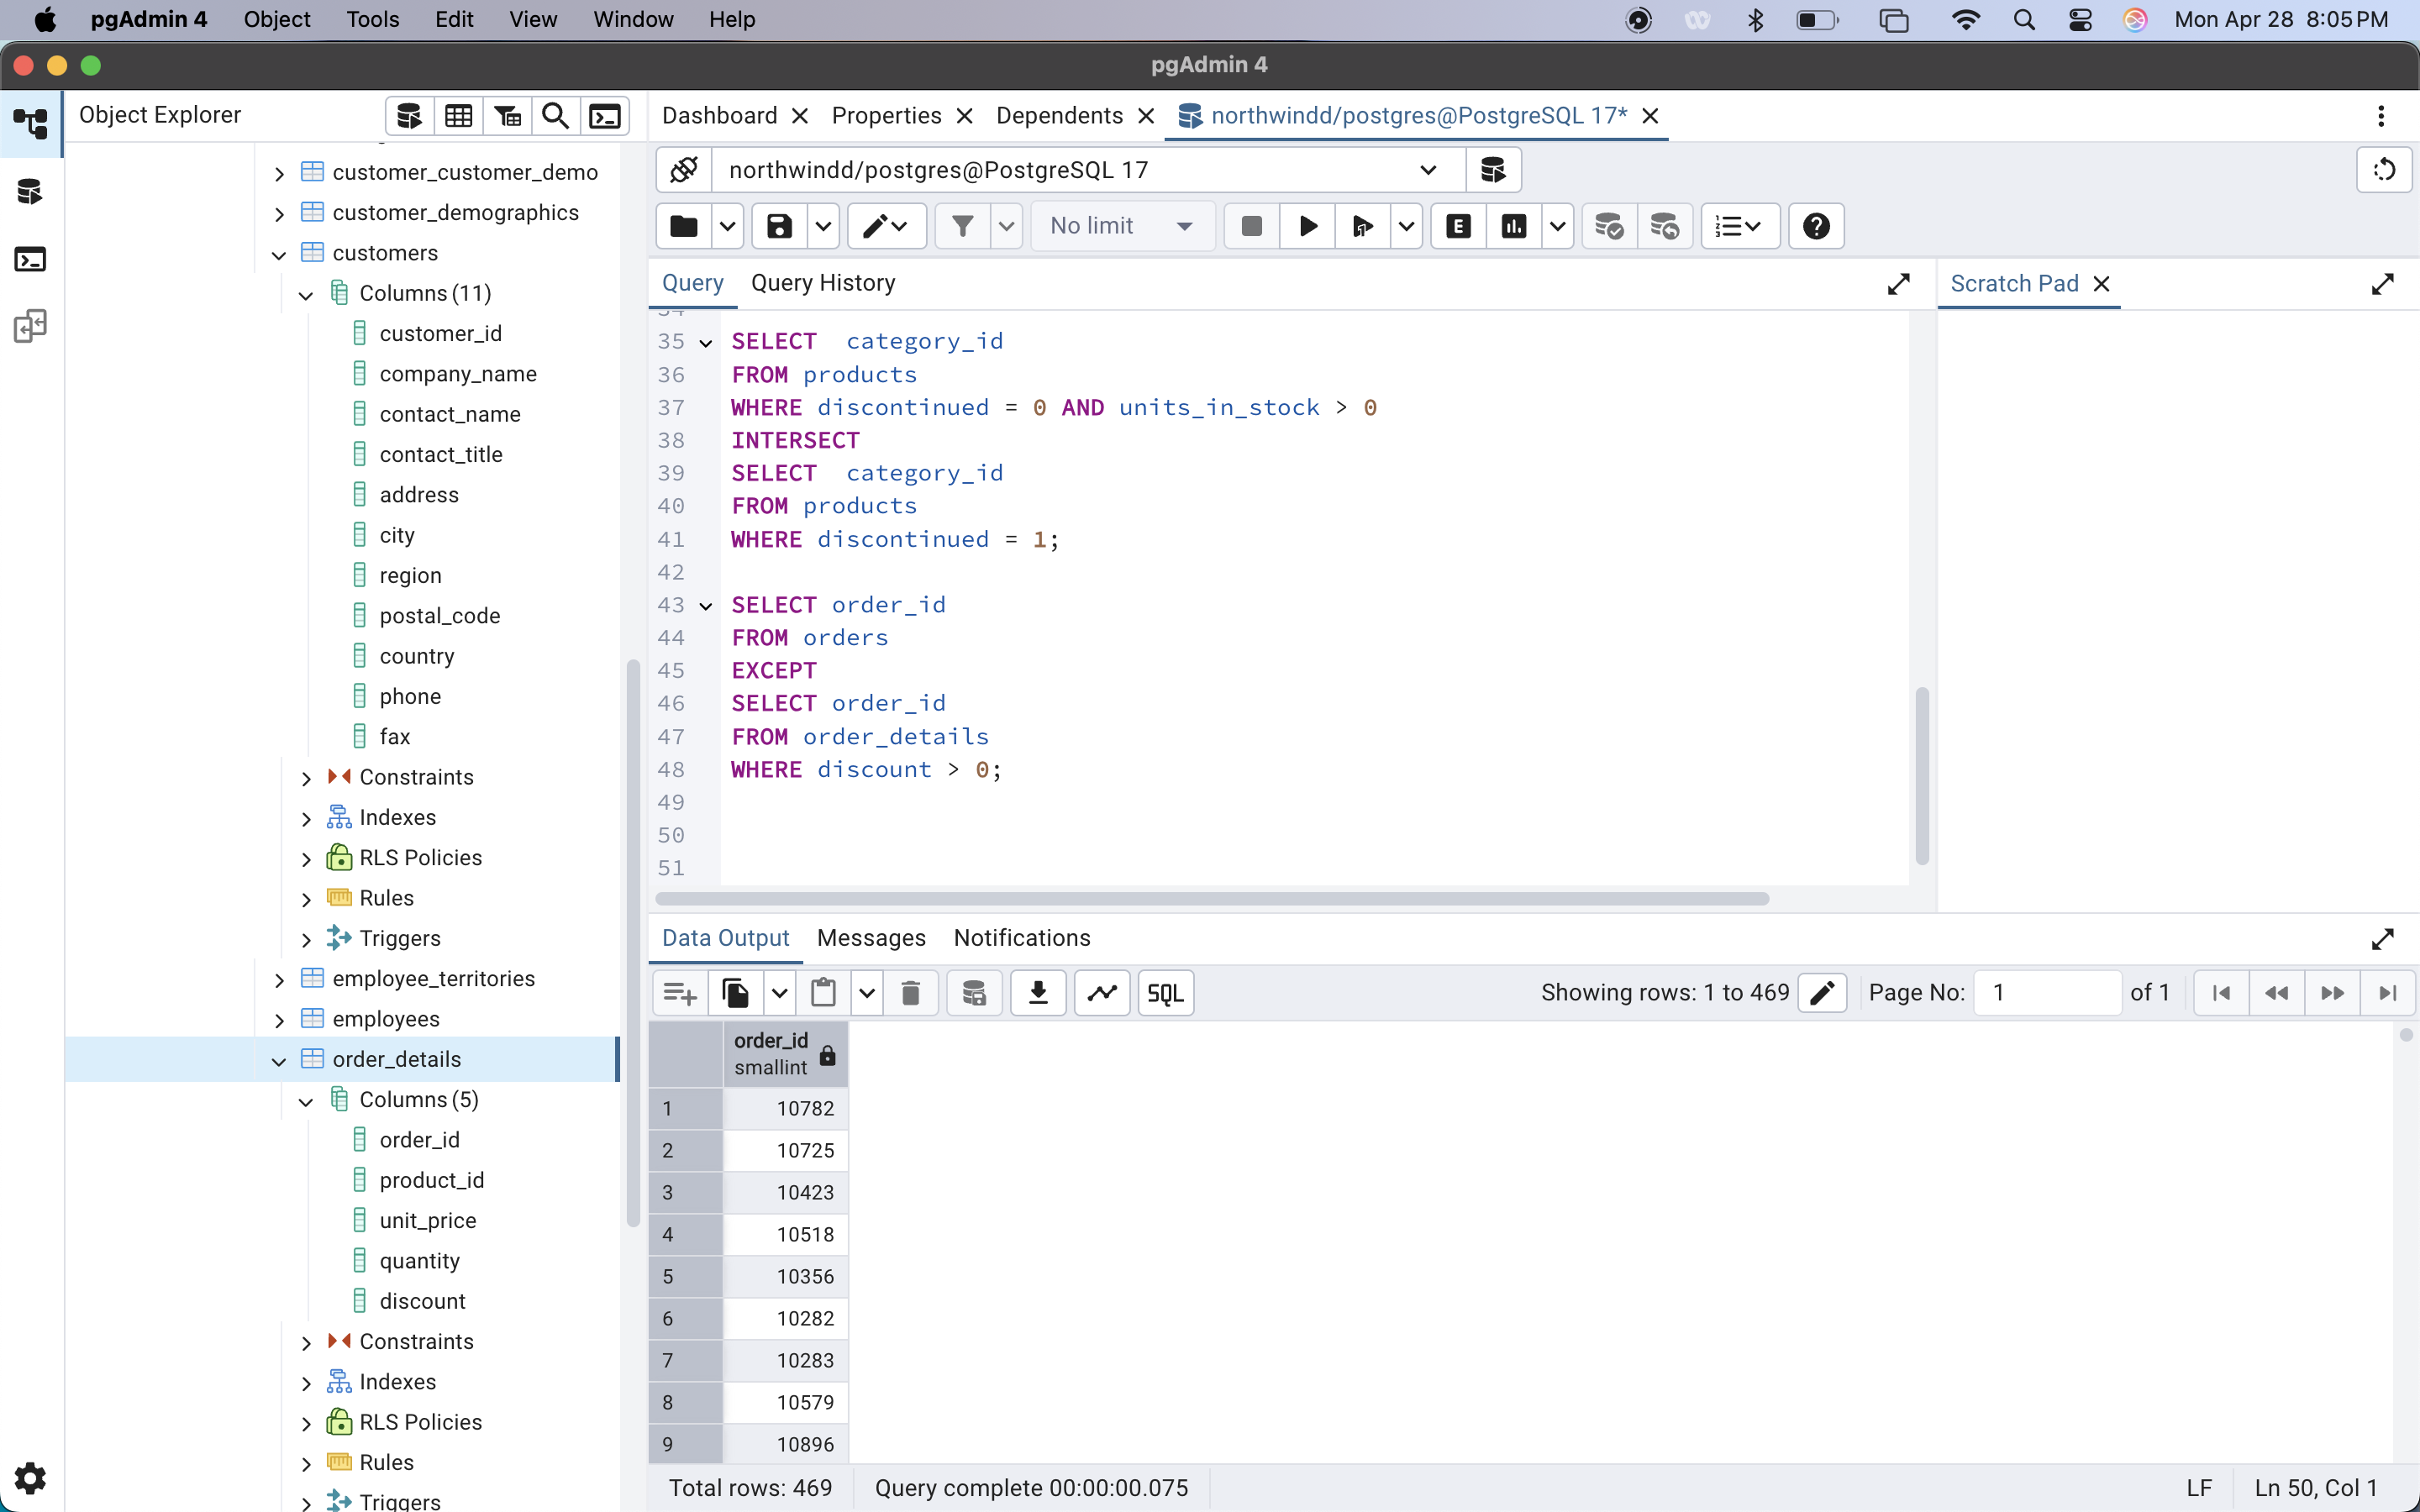 pgAdmin 4 Object Tools Edit View Window Help Mon Apr 28 8:05 PM
pgAdmin 4
Object Explorer
customer_customer_demo
customer_demographics
customers
Columns (11)
customer_id
company_name
contact_name
contact_title
address
city
region
postal_code
country
phone
fax
Constraints
Indexes
RLS Policies
Rules
Triggers
employee_territories
employees
order_details
Columns (5)
order_id
product_id
unit_price
quantity
discount
Constraints
Indexes
RLS Policies
Rules
Triggers
Dashboard Properties Dependents northwindd/postgres@PostgreSQL 17*
northwindd/postgres@PostgreSQL 17
No limit E
Query Query History Scratch Pad
35 SELECT  category_id
36 FROM products
37 WHERE discontinued = 0 AND units_in_stock > 0
38 INTERSECT
39 SELECT  category_id
40 FROM products
41 WHERE discontinued = 1;
42
43 SELECT order_id
44 FROM orders
45 EXCEPT
46 SELECT order_id
47 FROM order_details
48 WHERE discount > 0;
49
50
51
Data Output Messages Notifications
SQL Showing rows: 1 to 469 Page No: 1 of 1
order_id
smallint
1 10782
2 10725
3 10423
4 10518
5 10356
6 10282
7 10283
8 10579
9 10896
Total rows: 469 Query complete 00:00:00.075 LF Ln 50, Col 1